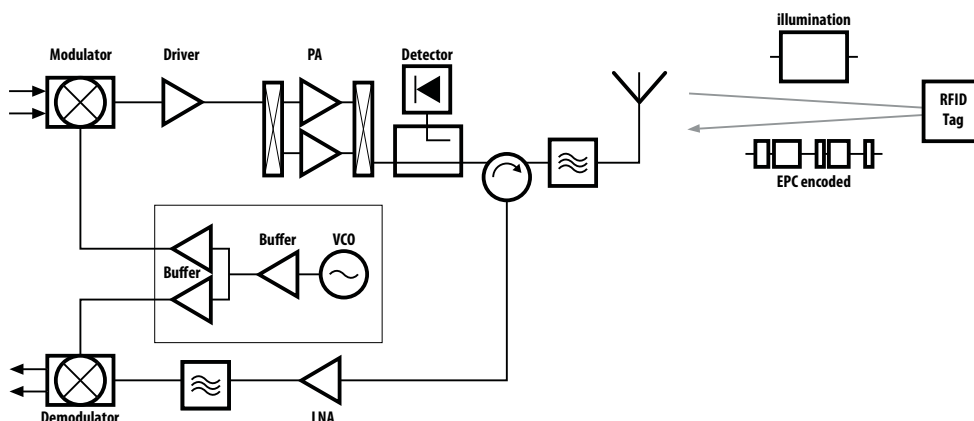 illumination
Modulator
Driver
PA
Detector
RFID
Tag
EPC encoded
Buffer
VCO
Buffer
Demodulator
LNA